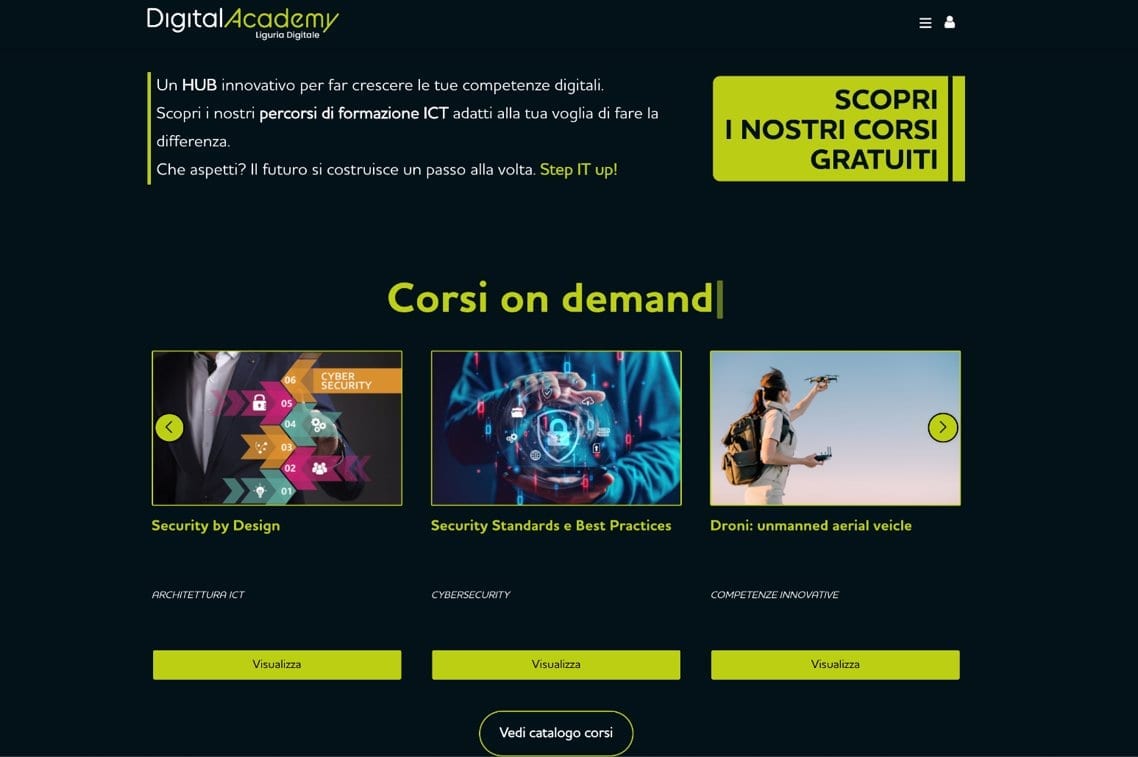 DigitalAcademy
Liguria Digitale
Un HUB innovativo per far crescere le tue competenze digitali.
Scopri i nostri percorsi di formazione ICT adatti alla tua voglia di fare la
differenza.
Che aspetti? Il futuro si costruisce un passo alla volta. Step IT up!
SCOPRI
I NOSTRI CORSI
GRATUITI
Corsi on demand
06
CYBER
SECURITY
05
04
03
02
01
Security by Design
Security Standards e Best Practices
Droni: unmanned aerial veicle
ARCHITETTURA ICT
CYBERSECURITY
COMPETENZE INNOVATIVE
Visualizza
Visualizza
Visualizza
Vedi catalogo corsi